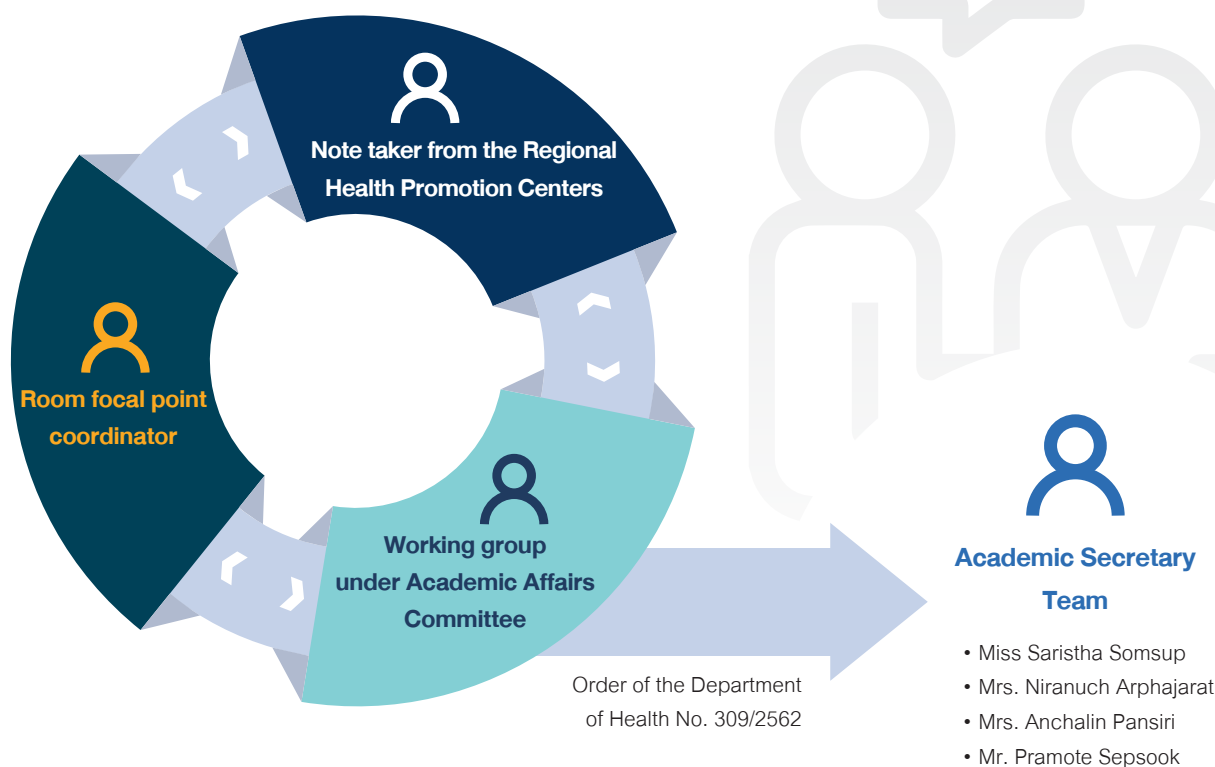 Note taker from the Regional
Health Promotion Centers
Room focal point
coordinator
Working group
under Academic Affairs
Committee
Order of the Department
of Health No. 309/2562
Academic Secretary
Team
• Miss Saristha Somsup
• Mrs. Niranuch Arphajarat
• Mrs. Anchalin Pansiri
• Mr. Pramote Sepsook